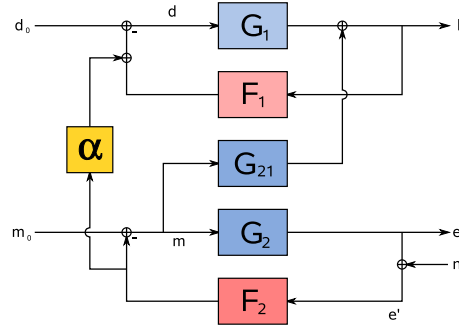 d₀ - d G₁
F₁
α G₂₁
m₀ - m G₂ e
F₂ e'